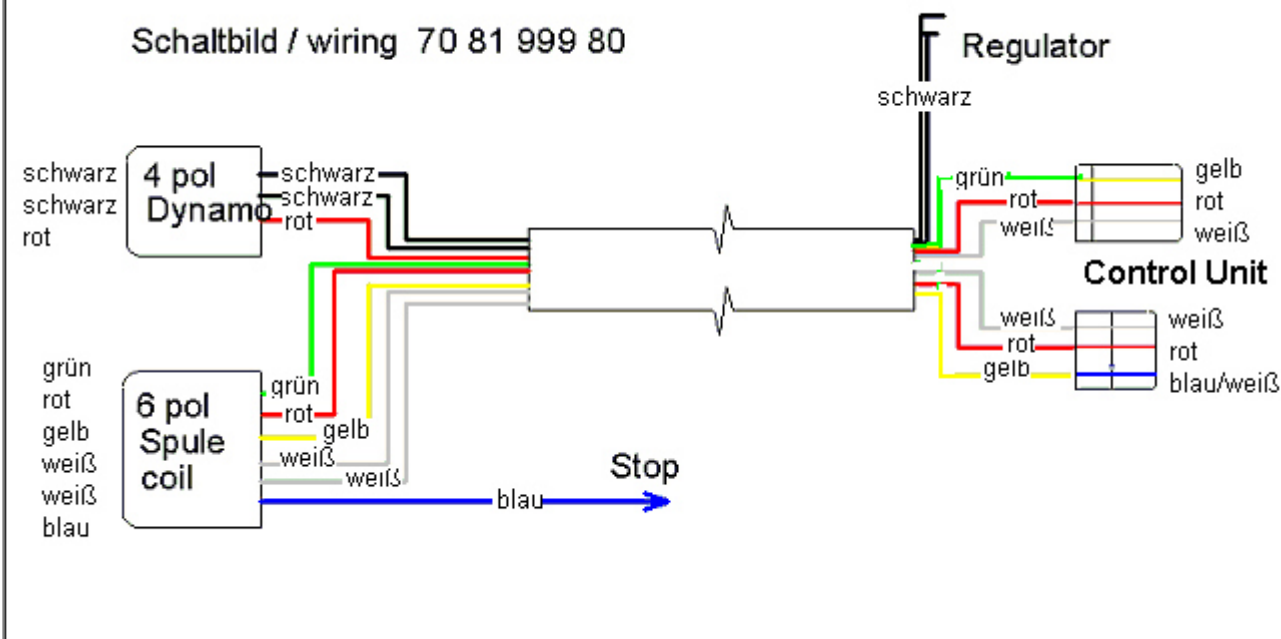 Schaltbild / wiring 70 81 999 80
Regulator
schwarz
schwarz
schwarz
rot
4 pol
Dynamo
schwarz
schwarz
rot
grün
rot
weiß
gelb
rot
weiß
Control Unit
weiß
rot
gelb
weiß
rot
blau/weiß
grün
rot
gelb
weiß
weiß
blau
6 pol
Spule
coil
grün
rot
gelb
weiß
weiß
blau
Stop